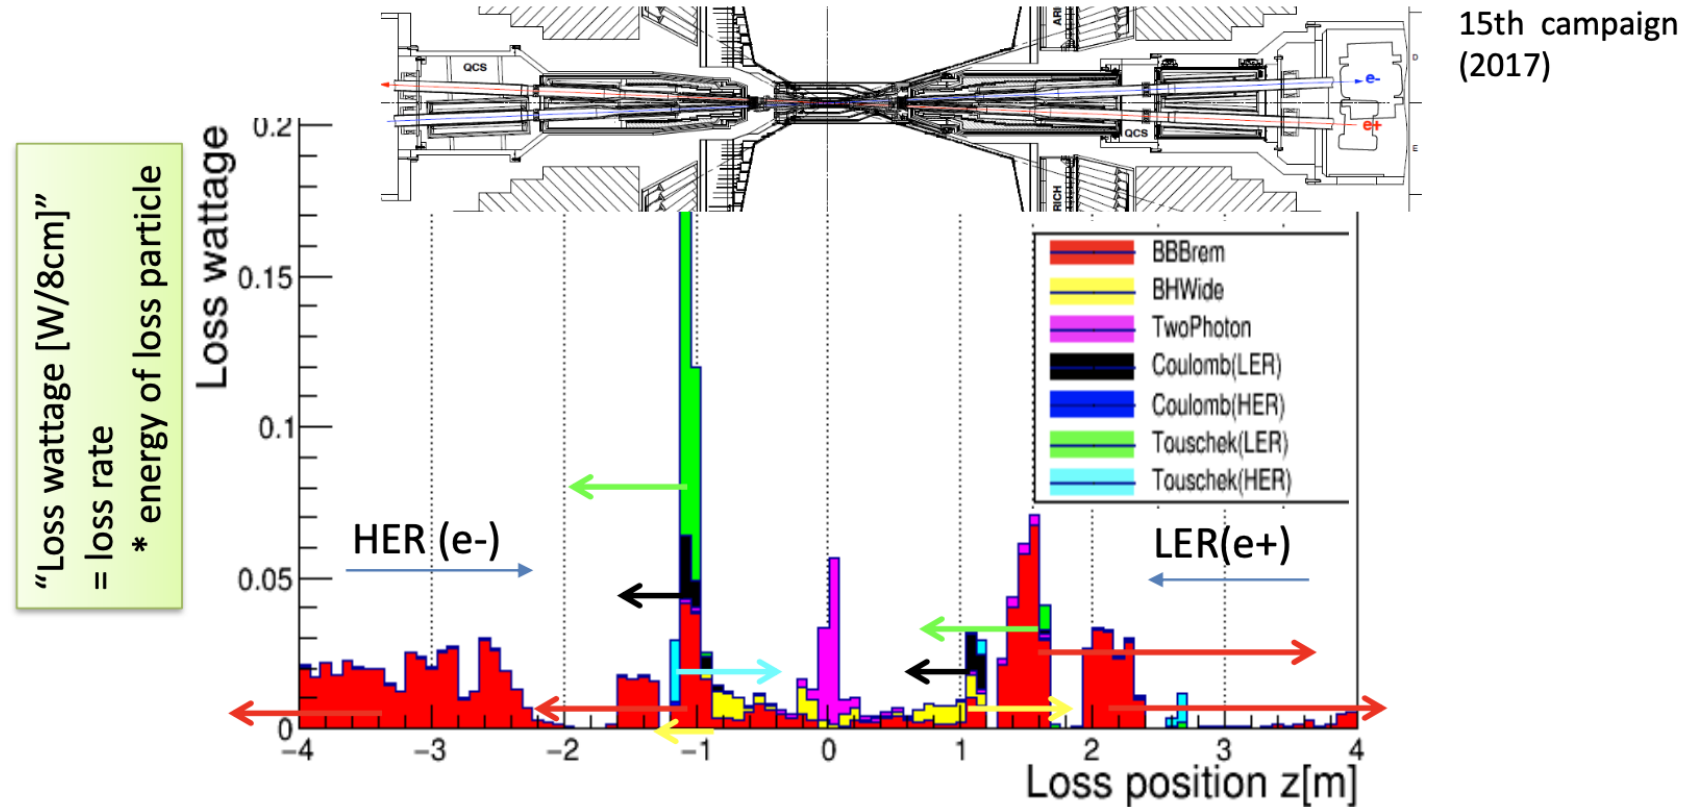 15th campaign
(2017)
QCS
ARI
e-
D
QCS
e+
E
RICH
"Loss wattage [W/8cm]"
= loss rate
* energy of loss particle
Loss wattage
0.2
0.15
0.1
0.05
0
BBBrem
BHWide
TwoPhoton
Coulomb(LER)
Coulomb(HER)
Touschek(LER)
Touschek(HER)
HER (e-)
LER(e+)
−4 −3 −2 −1 0 1 2 3 4
Loss position z[m]